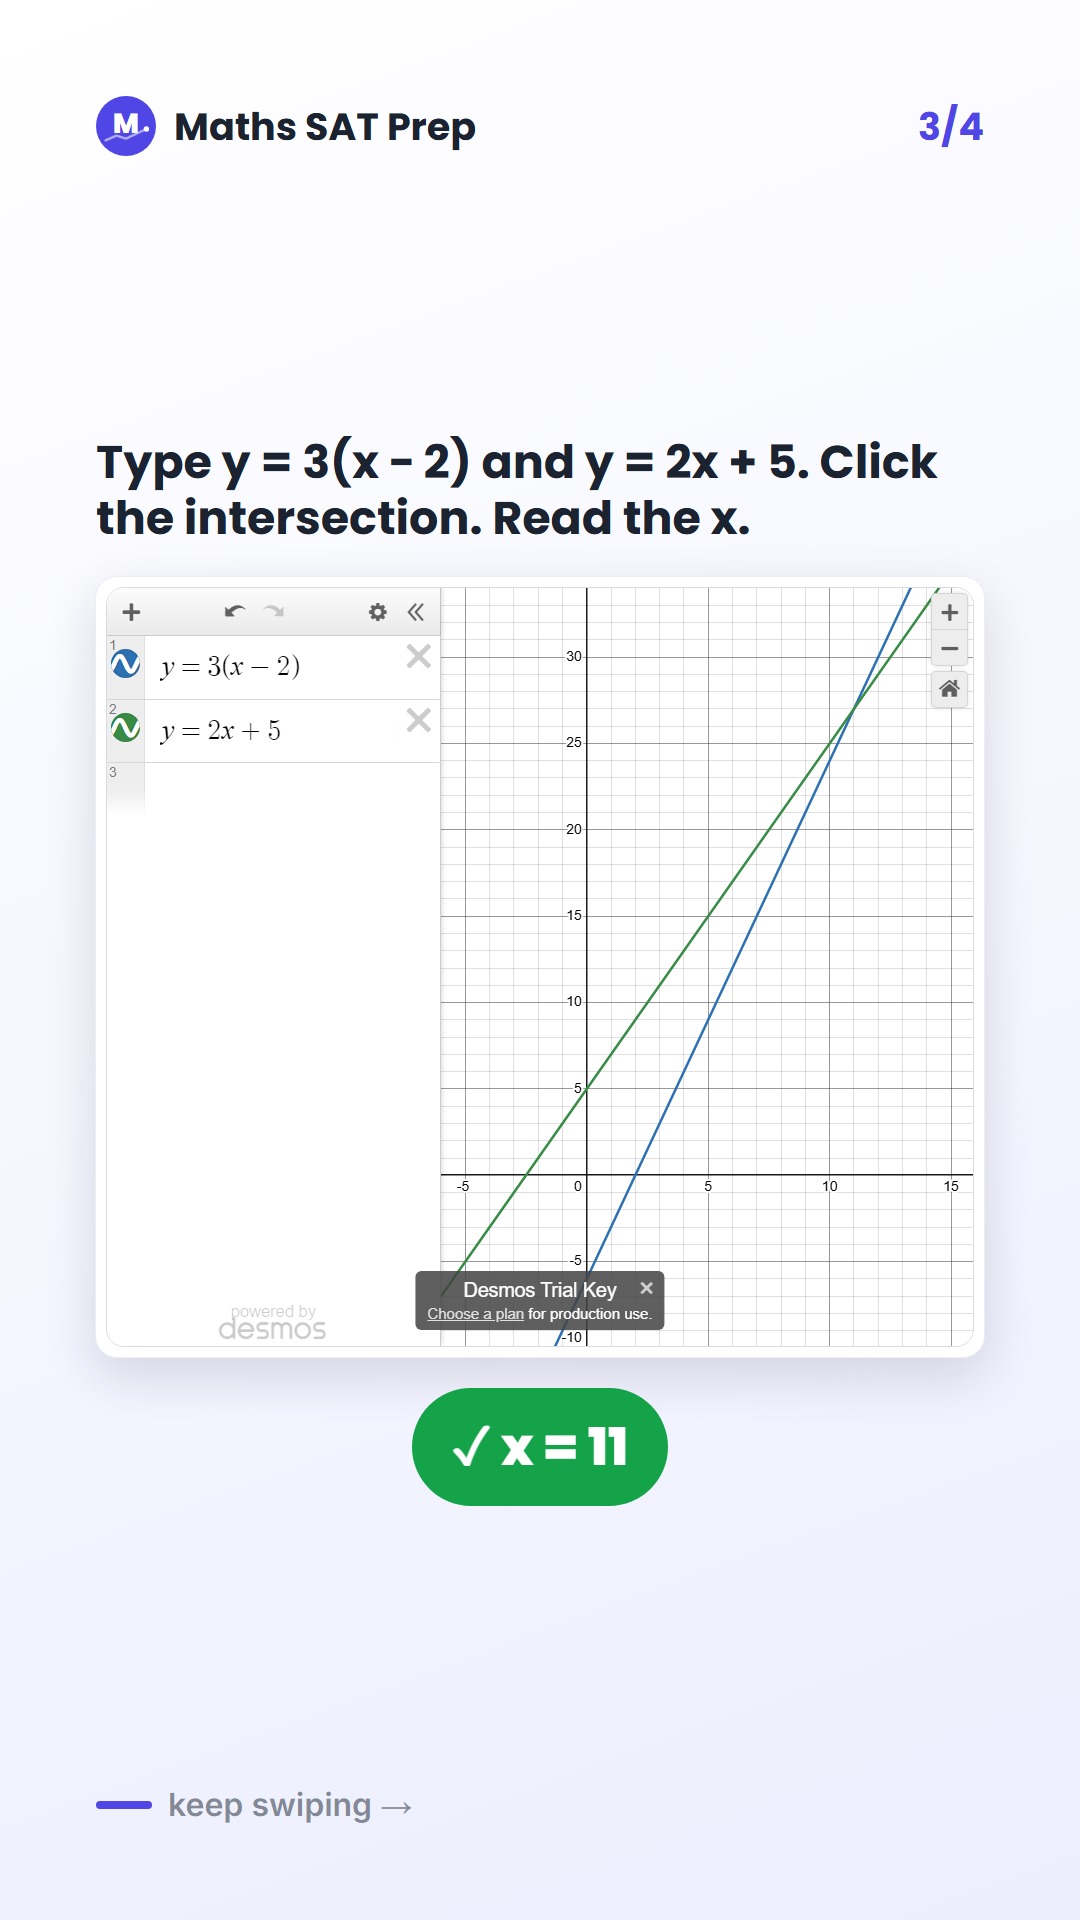 M
Maths SAT Prep
3/4
Type y = 3(x – 2) and y = 2x + 5. Click
the intersection. Read the x.
1
y = 3(x − 2)
2
y = 2x + 5
3
powered by
desmos
30
25
20
15
10
5
-5
0
5
10
15
-5
-10
Desmos Trial Key
Choose a plan for production use.
✓ x = 11
keep swiping →